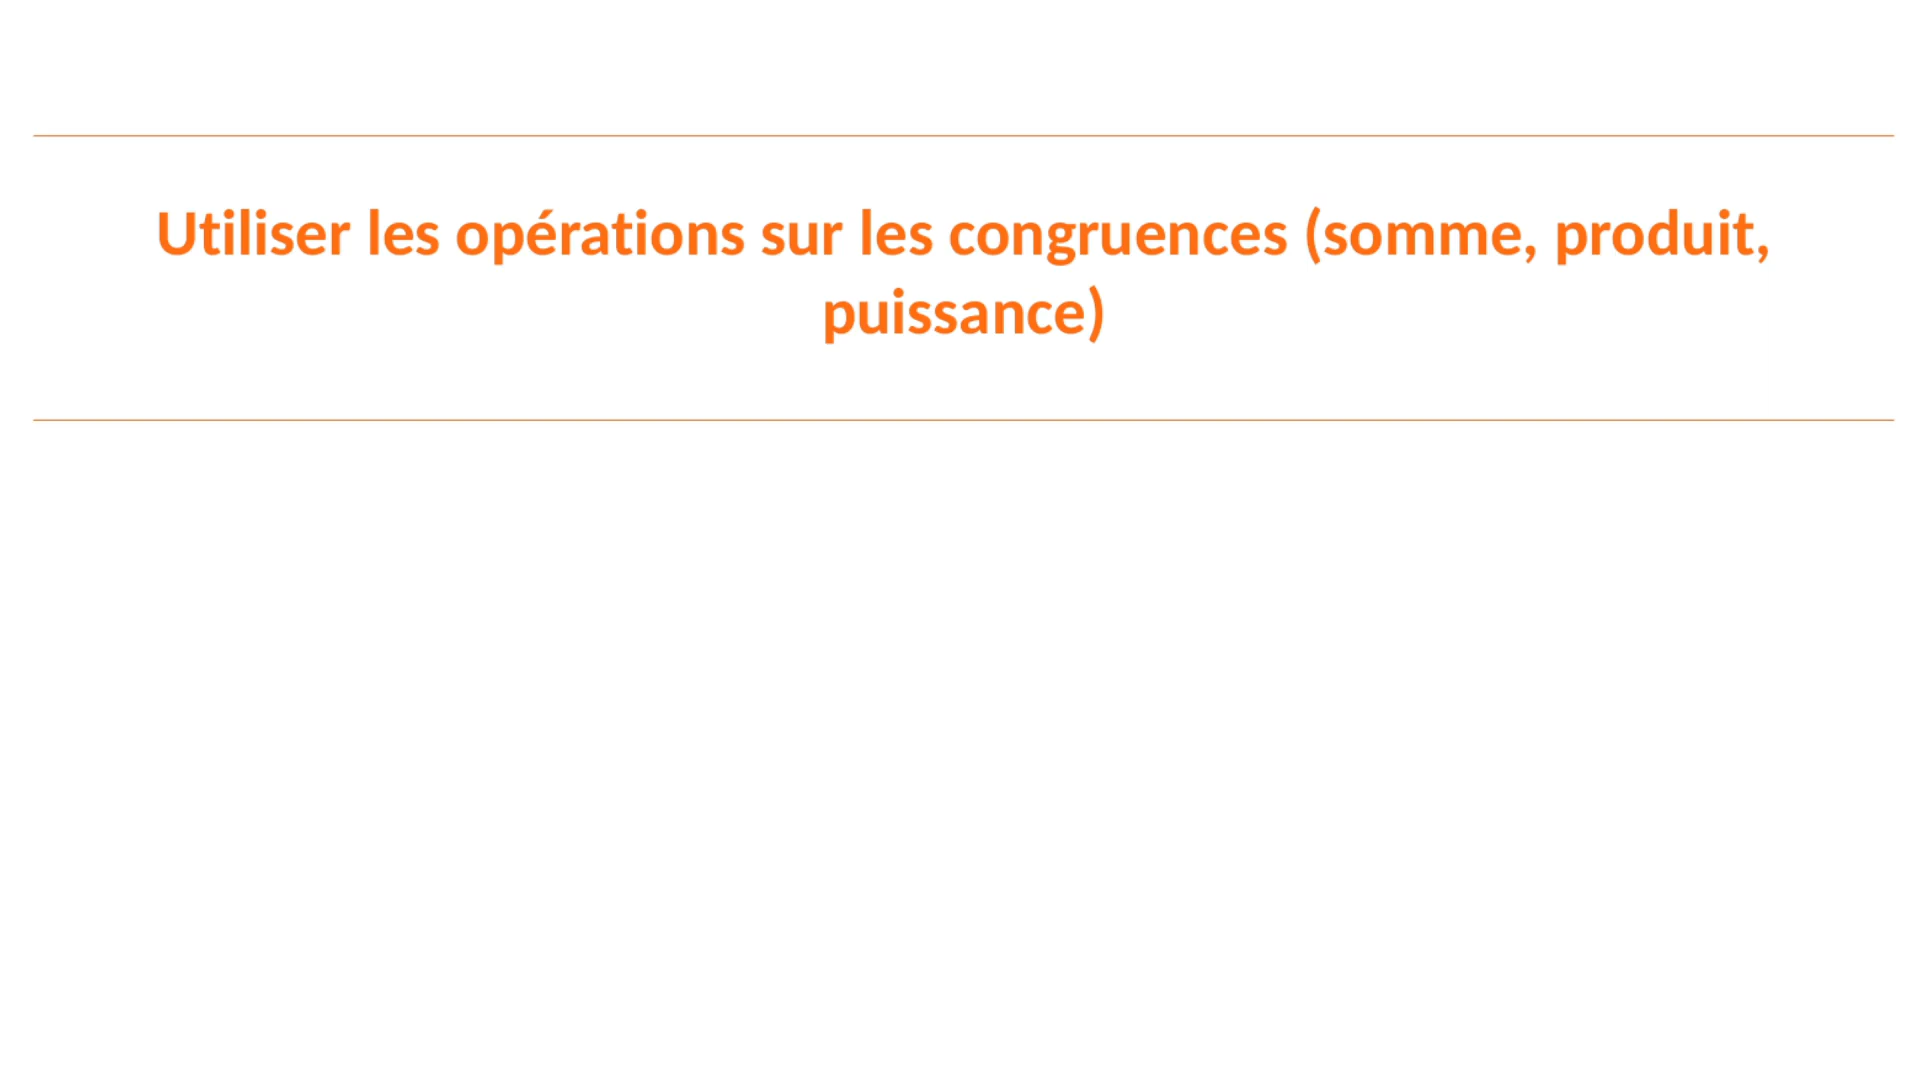 Utiliser les opérations sur les congruences (somme, produit,
puissance)